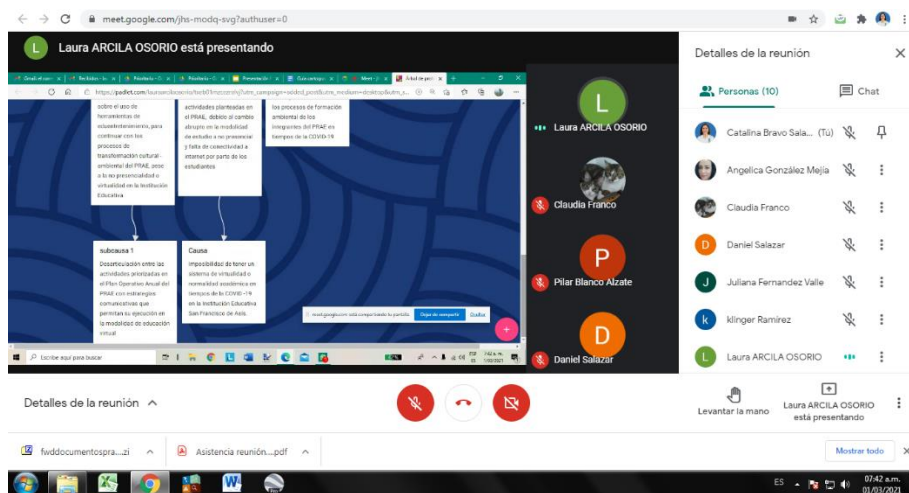 meet.google.com/jhs-modq-svg?authuser=0
L
Laura ARCILA OSORIO está presentando
sobre el uso de
herramientas de
continuar con los
procesos de
transformación cultural -
ambiental del PRAE, pese
a la no presencialidad o
virtualidad en la Institución
Educativa
actividades planteadas en
el PRAE, debido al cambio
abrupto en la modalidad
de estudio a no presencial
y falta de conectividad a
internet por parte de los
estudiantes
los procesos de formación
ambiental de los
integrantes del PRAE en
tiempos de la COVID-19
subcausa 1
Desarticulación entre las
actividades priorizadas en
el Plan Operativo Anual del
PRAE con estrategias
comunicativas que
permitan su ejecución en
la modalidad de educación
virtual
Causa
Imposibilidad de tener un
sistema de virtualidad o
normalidad académica en
tiempos de la COVID -19
en la Institución Educativa
San Francisco de Asís.
meet.google.com está compartiendo tu pantalla.
Dejar de compartir
Ocultar
Escribe aquí para buscar
L
Laura ARCILA OSORIO
Claudia Franco
P
Pilar Blanco Alzate
D
Daniel Salazar
Detalles de la reunión
Personas (10)
Chat
Catalina Bravo Sala... (Tú)
Angelica González Mejía
Claudia Franco
D
Daniel Salazar
J
Juliana Fernandez Valle
k
klinger Ramirez
L
Laura ARCILA OSORIO
Detalles de la reunión
Levantar la mano
Laura ARCILA OSORIO
está presentando
fwddocumentospra....zi
Asistencia reunión....pdf
Mostrar todo
ES
07:42 a.m.
01/03/2021